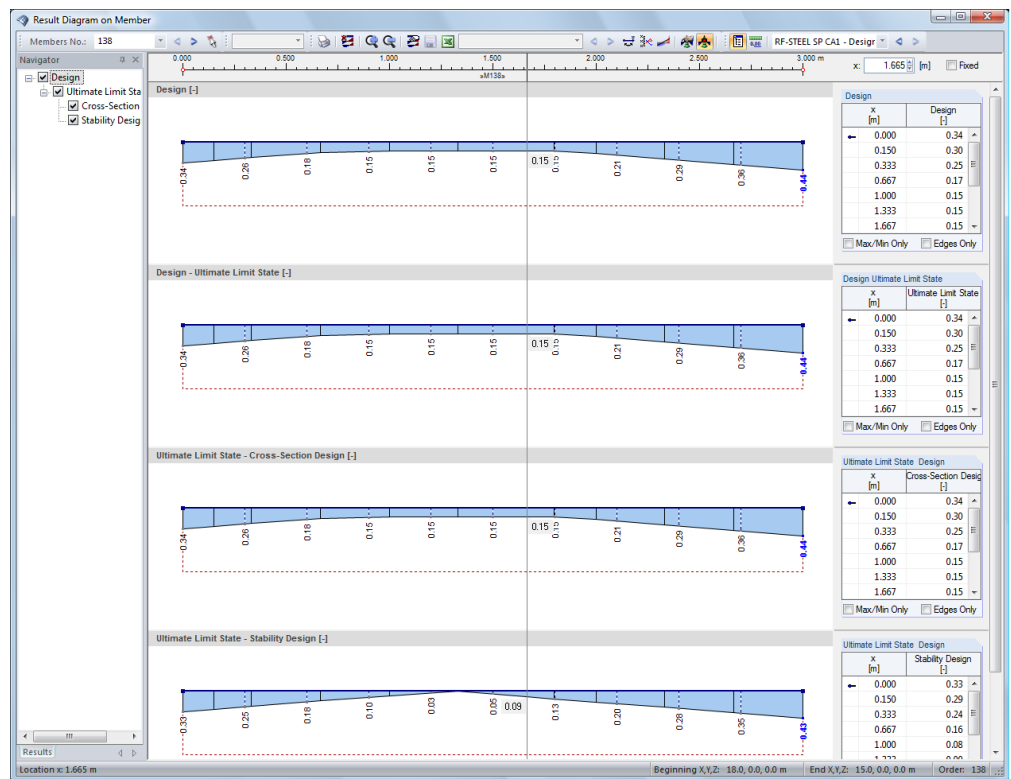 Result Diagram on Member
Members No.: 138
RF-STEEL SP CA1 - Design
Navigator
Design
Ultimate Limit Sta
Cross-Section
Stability Desig
0.000 0.500 1.000 1.500 2.000 2.500 3.000 m
»M138»
x: 1.665 [m] Fixed
Design [-]
0.34 0.26 0.18 0.15 0.15 0.15 0.15 0.15 0.21 0.29 0.36 0.44
Design
x Design
[m] [-]
0.000 0.34
0.150 0.30
0.333 0.25
0.667 0.17
1.000 0.15
1.333 0.15
1.667 0.15
Max/Min Only Edges Only
Design - Ultimate Limit State [-]
0.34 0.26 0.18 0.15 0.15 0.15 0.15 0.15 0.21 0.29 0.36 0.44
Design Ultimate Limit State
x Ultimate Limit State
[m] [-]
0.000 0.34
0.150 0.30
0.333 0.25
0.667 0.17
1.000 0.15
1.333 0.15
1.667 0.15
Max/Min Only Edges Only
Ultimate Limit State - Cross-Section Design [-]
0.34 0.26 0.18 0.15 0.15 0.15 0.15 0.15 0.21 0.29 0.36 0.44
Ultimate Limit State Design
x Cross-Section Desig
[m] [-]
0.000 0.34
0.150 0.30
0.333 0.25
0.667 0.17
1.000 0.15
1.333 0.15
1.667 0.15
Max/Min Only Edges Only
Ultimate Limit State - Stability Design [-]
0.33 0.25 0.18 0.10 0.03 0.05 0.09 0.13 0.20 0.28 0.35 0.43
Ultimate Limit State Design
x Stability Design
[m] [-]
0.000 0.33
0.150 0.29
0.333 0.24
0.667 0.16
1.000 0.08
Results
Location x: 1.665 m
Beginning X,Y,Z: 18.0, 0.0, 0.0 m
End X,Y,Z: 15.0, 0.0, 0.0 m
Order: 138